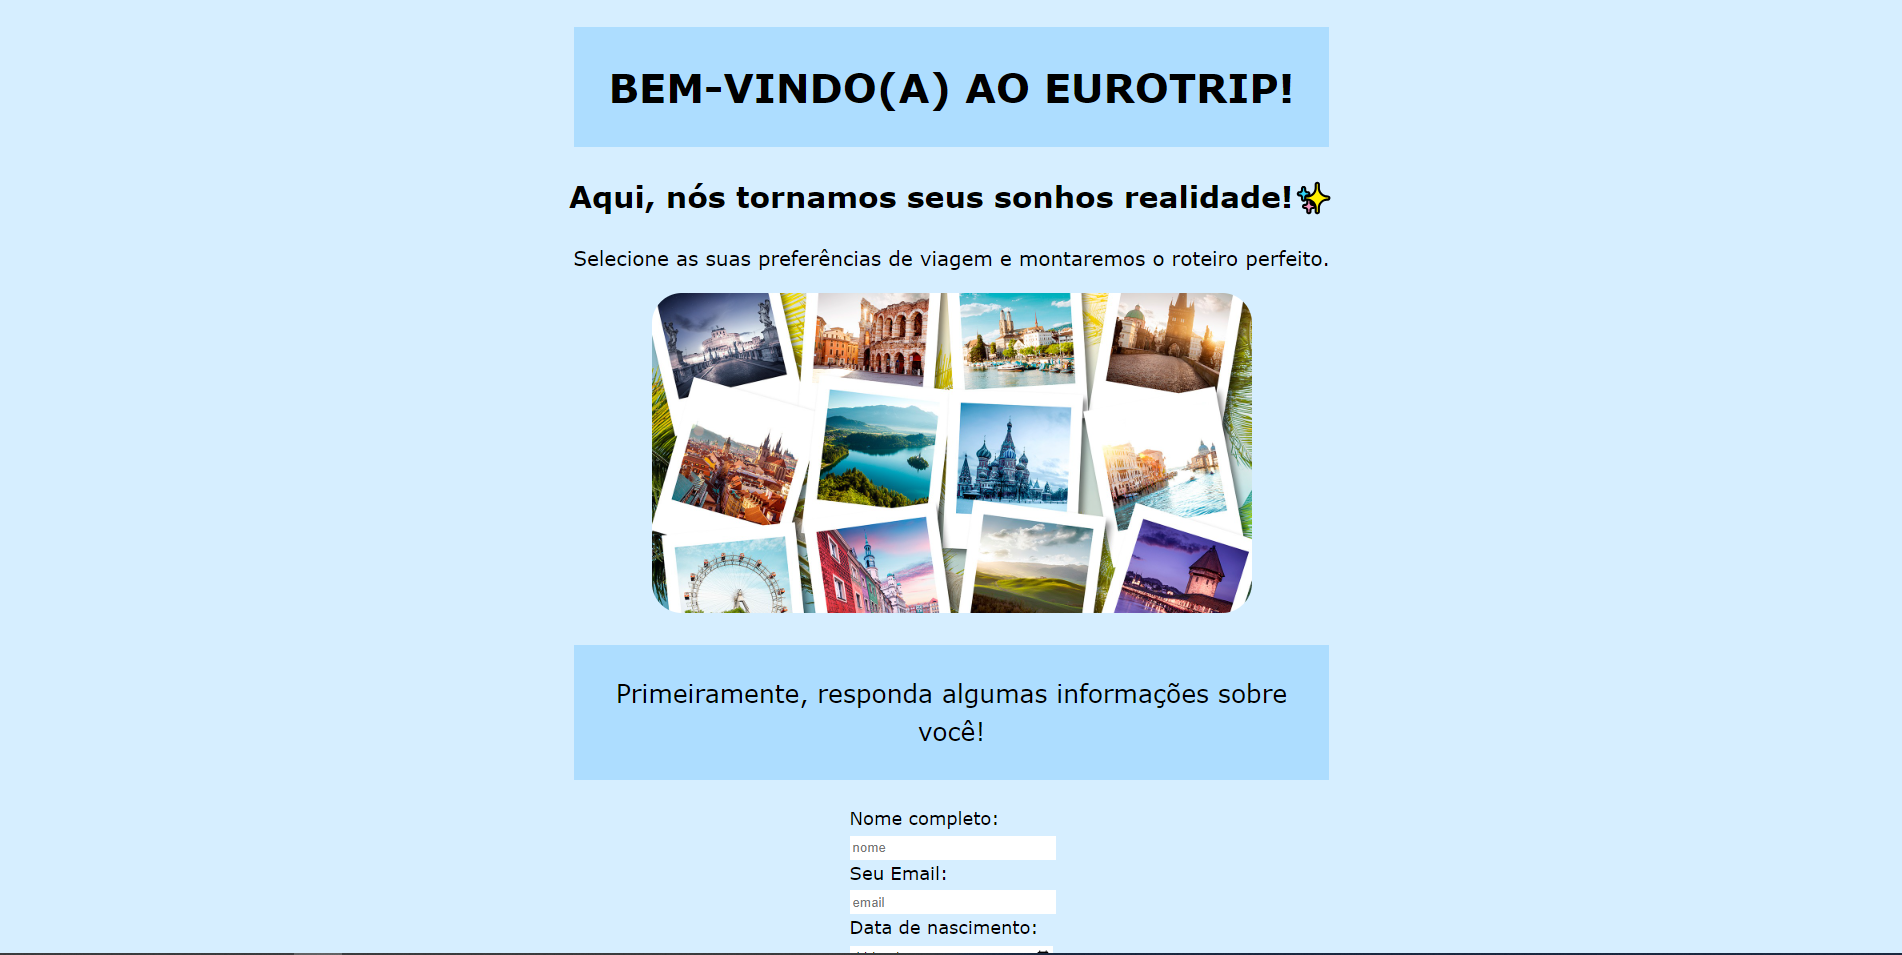 BEM-VINDO(A) AO EUROTRIP!
Aqui, nós tornamos seus sonhos realidade!✨
Selecione as suas preferências de viagem e montaremos o roteiro perfeito.
Primeiramente, responda algumas informações sobre
você!
Nome completo:
nome
Seu Email:
email
Data de nascimento: